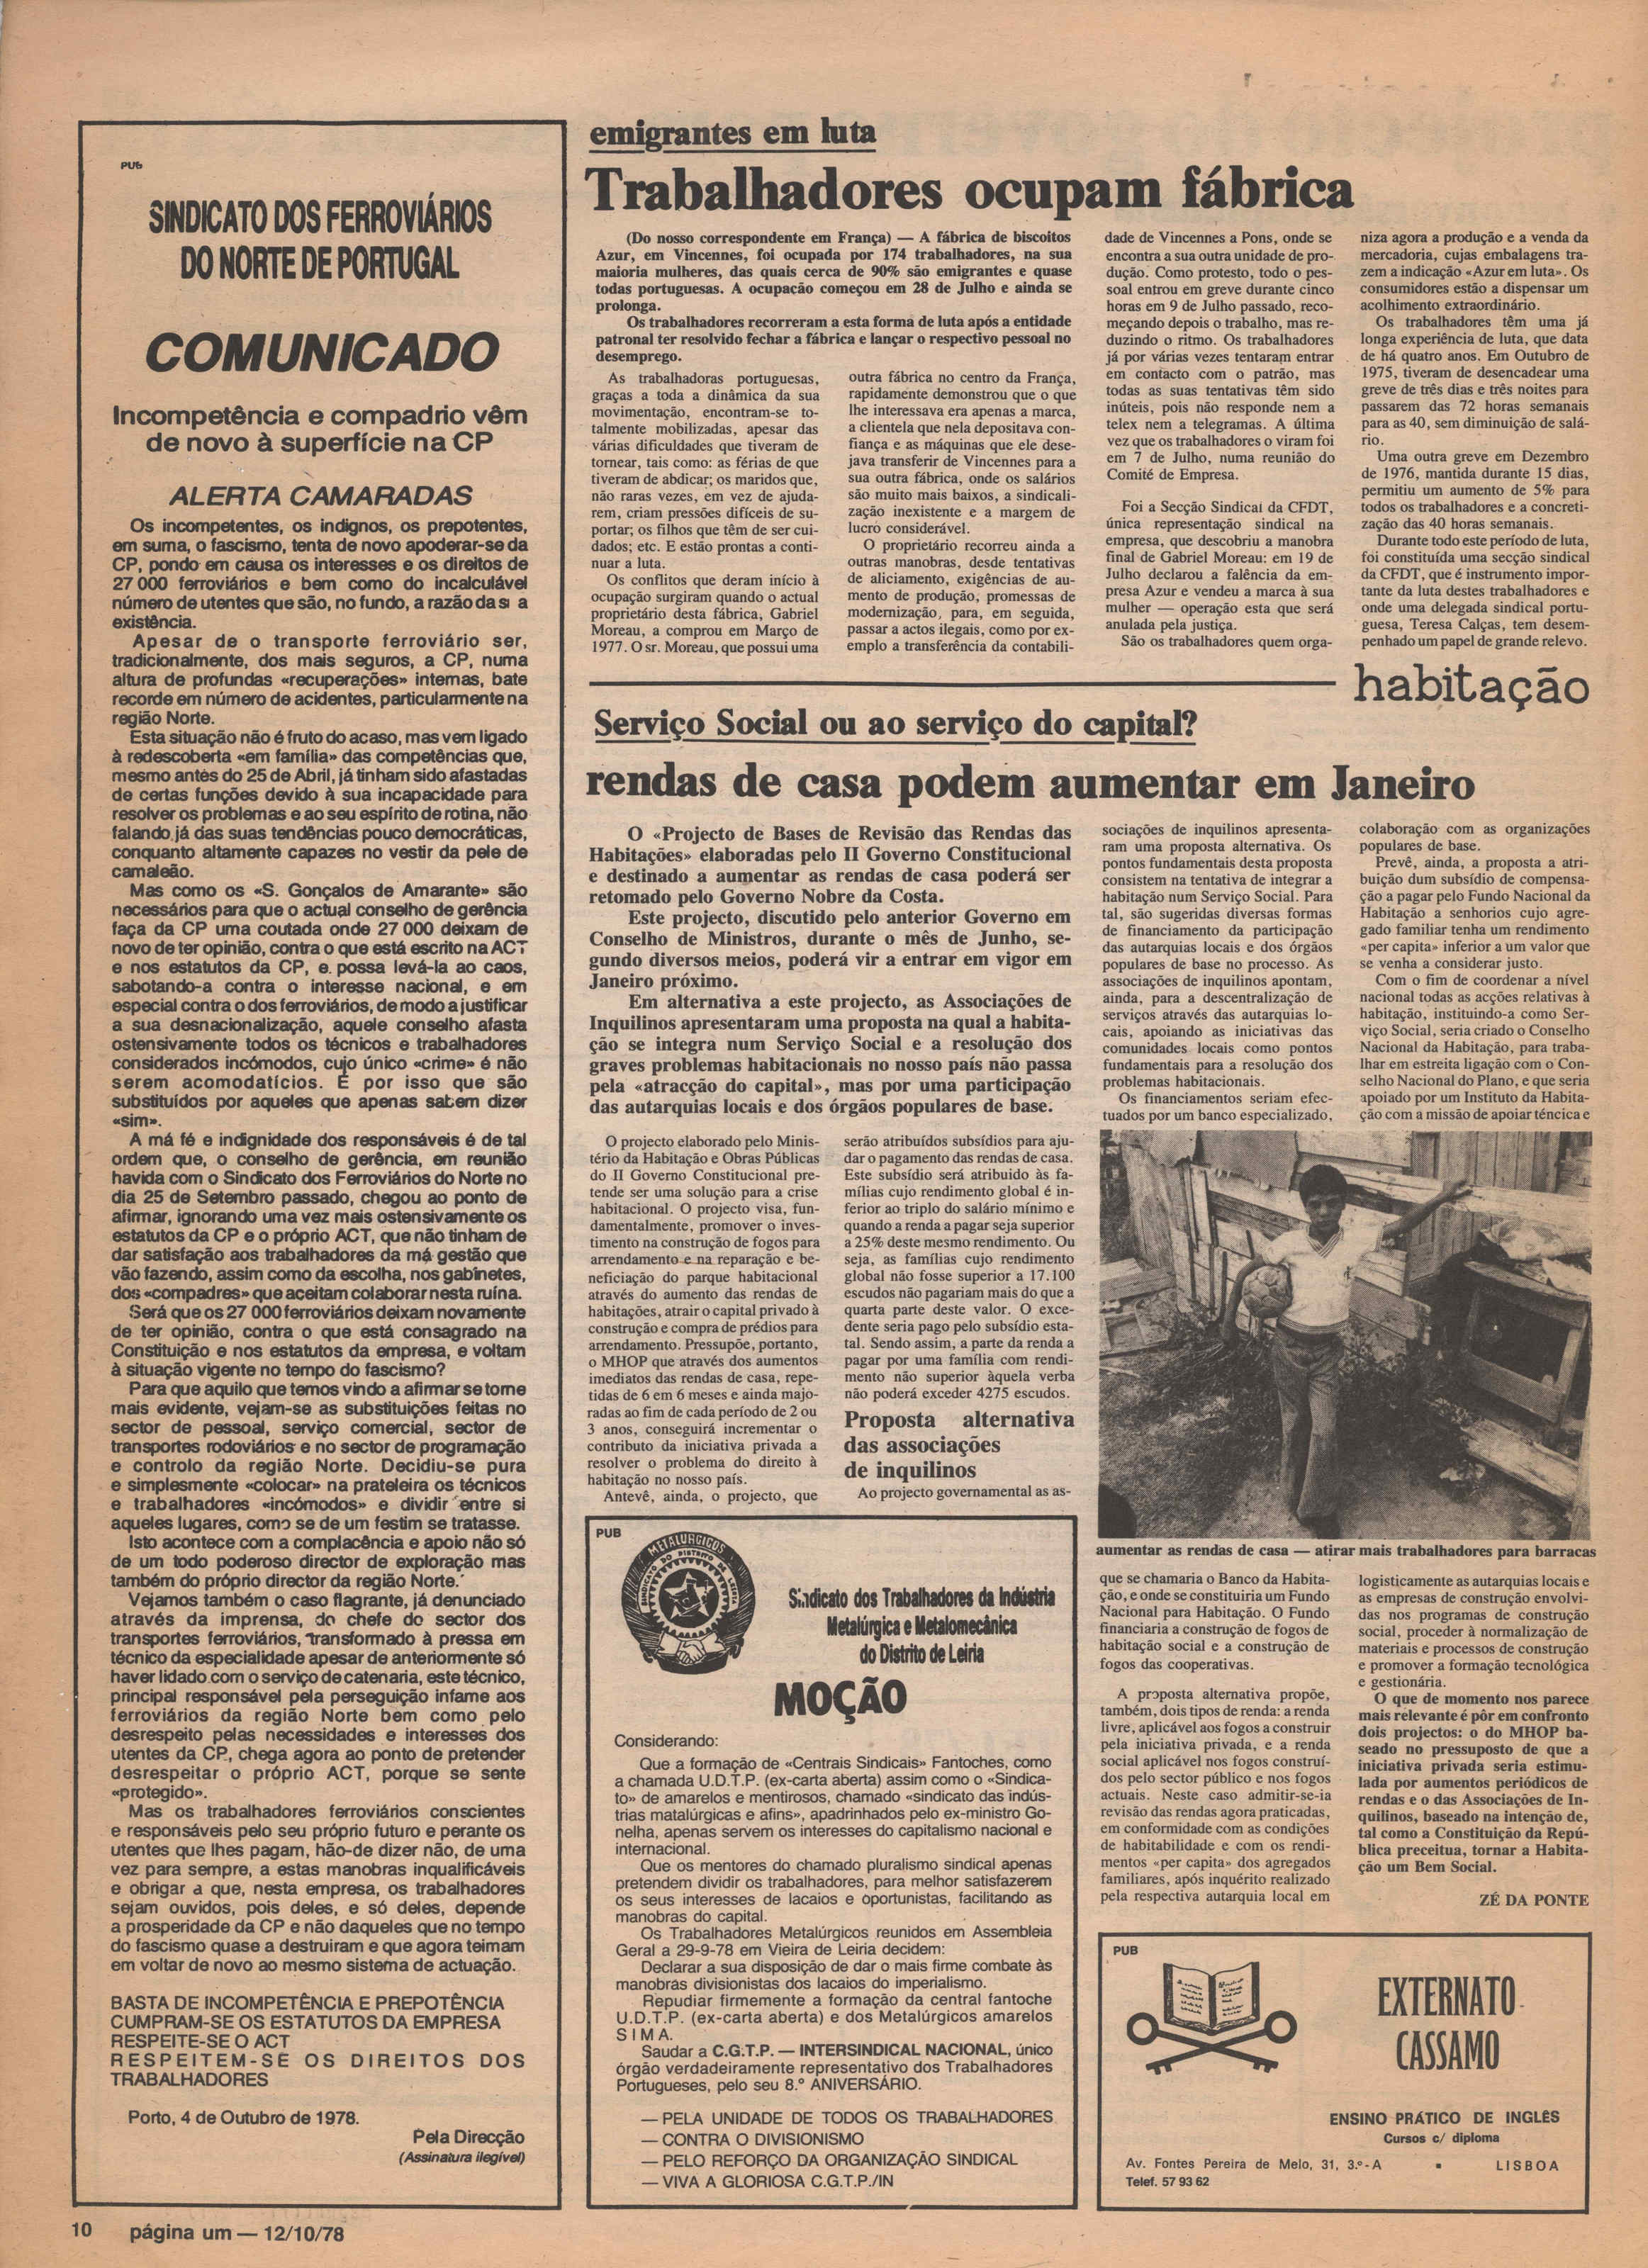 PUB
SINDICATO DOS FERROVIÁRIOS
DO NORTE DE PORTUGAL
COMUNICADO
Incompetência e compadrio vêm
de novo à superfície na CP
ALERTA CAMARADAS
Os incompetentes, os indignos, os prepotentes,
em suma, o fascismo, tenta de novo apoderar-se da
CP, pondo em causa os interesses e os direitos de
27 000 ferroviários e bem como do incalculável
número de utentes que são, no fundo, a razão da si a
existência.
Apesar de o transporte ferroviário ser,
tradicionalmente, dos mais seguros, a CP, numa
altura de profundas «recuperações» internas, bate
recorde em número de acidentes, particularmente na
região Norte.
Esta situação não é fruto do acaso, mas vem ligado
à redescoberta «em família» das competências que,
mesmo antes do 25 de Abril, já tinham sido afastadas
de certas funções devido à sua incapacidade para
resolver os problemas e ao seu espírito de rotina, não
falando já das suas tendências pouco democráticas,
conquanto altamente capazes no vestir da pele de
camaleão.
Mas como os «S. Gonçalos de Amarante» são
necessários para que o actual conselho de gerência
faça da CP uma coutada onde 27 000 deixam de
novo de ter opinião, contra o que está escrito na ACT
e nos estatutos da CP, e possa levá-la ao caos,
sabotando-a contra o interesse nacional, e em
especial contra o dos ferroviários, de modo a justificar
a sua desnacionalização, aquele conselho afasta
ostensivamente todos os técnicos e trabalhadores
considerados incómodos, cujo único «crime» é não
serem acomodatícios. É por isso que são
substituídos por aqueles que apenas sabem dizer
«sim».
A má fé e indignidade dos responsáveis é de tal
ordem que, o conselho de gerência, em reunião
havida com o Sindicato dos Ferroviários do Norte no
dia 25 de Setembro passado, chegou ao ponto de
afirmar, ignorando uma vez mais ostensivamente os
estatutos da CP e o próprio ACT, que não tinham de
dar satisfação aos trabalhadores da má gestão que
vão fazendo, assim como da escolha, nos gabinetes,
dos «compadres» que aceitam colaborar nesta ruína.
Será que os 27 000 ferroviários deixam novamente
de ter opinião, contra o que está consagrado na
Constituição e nos estatutos da empresa, e voltam
à situação vigente no tempo do fascismo?
Para que aquilo que temos vindo a afirmar se torne
mais evidente, vejam-se as substituições feitas no
sector de pessoal, serviço comercial, sector de
transportes rodoviários e no sector de programação
e controlo da região Norte. Decidiu-se pura
e simplesmente «colocar» na prateleira os técnicos
e trabalhadores «incómodos» e dividir entre si
aqueles lugares, como se de um festim se tratasse.
Isto acontece com a complacência e apoio não só
de um todo poderoso director de exploração mas
também do próprio director da região Norte.
Vejamos também o caso flagrante, já denunciado
através da imprensa, do chefe do sector dos
transportes ferroviários, transformado à pressa em
técnico da especialidade apesar de anteriormente só
haver lidado com o serviço de catenaria, este técnico,
principal responsável pela perseguição infame aos
ferroviários da região Norte bem como pelo
desrespeito pelas necessidades e interesses dos
utentes da CP, chega agora ao ponto de pretender
desrespeitar o próprio ACT, porque se sente
«protegido».
Mas os trabalhadores ferroviários conscientes
e responsáveis pelo seu próprio futuro e perante os
utentes que lhes pagam, hão-de dizer não, de uma
vez para sempre, a estas manobras inqualificáveis
e obrigar a que, nesta empresa, os trabalhadores
sejam ouvidos, pois deles, e só deles, depende
a prosperidade da CP e não daqueles que no tempo
do fascismo quase a destruiram e que agora teimam
em voltar de novo ao mesmo sistema de actuação.
BASTA DE INCOMPETÊNCIA E PREPOTÊNCIA
CUMPRAM-SE OS ESTATUTOS DA EMPRESA
RESPEITE-SE O ACT
RESPEITEM-SE OS DIREITOS DOS
TRABALHADORES
Porto, 4 de Outubro de 1978.
Pela Direcção
(Assinatura ilegível)
emigrantes em luta
Trabalhadores ocupam fábrica
(Do nosso correspondente em França) — A fábrica de biscoitos
Azur, em Vincennes, foi ocupada por 174 trabalhadores, na sua
maioria mulheres, das quais cerca de 90% são emigrantes e quase
todas portuguesas. A ocupação começou em 28 de Julho e ainda se
prolonga.
Os trabalhadores recorreram a esta forma de luta após a entidade
patronal ter resolvido fechar a fábrica e lançar o respectivo pessoal no
desemprego.
As trabalhadoras portuguesas,
graças a toda a dinâmica da sua
movimentação, encontram-se to-
talmente mobilizadas, apesar das
várias dificuldades que tiveram de
tornear, tais como: as férias de que
tiveram de abdicar; os maridos que,
não raras vezes, em vez de ajuda-
rem, criam pressões difíceis de su-
portar; os filhos que têm de ser cui-
dados; etc. E estão prontas a conti-
nuar a luta.
Os conflitos que deram início à
ocupação surgiram quando o actual
proprietário desta fábrica, Gabriel
Moreau, a comprou em Março de
1977. O sr. Moreau, que possui uma
outra fábrica no centro da França,
rapidamente demonstrou que o que
lhe interessava era apenas a marca,
a clientela que nela depositava con-
fiança e as máquinas que ele dese-
java transferir de Vincennes para a
sua outra fábrica, onde os salários
são muito mais baixos, a sindicali-
zação inexistente e a margem de
lucro considerável.
O proprietário recorreu ainda a
outras manobras, desde tentativas
de aliciamento, exigências de au-
mento de produção, promessas de
modernização, para, em seguida,
passar a actos ilegais, como por ex-
emplo a transferência da contabili-
dade de Vincennes a Pons, onde se
encontra a sua outra unidade de pro-
dução. Como protesto, todo o pes-
soal entrou em greve durante cinco
horas em 9 de Julho passado, reco-
meçando depois o trabalho, mas re-
duzindo o ritmo. Os trabalhadores
já por várias vezes tentaram entrar
em contacto com o patrão, mas
todas as suas tentativas têm sido
inúteis, pois não responde nem a
telex nem a telegramas. A última
vez que os trabalhadores o viram foi
em 7 de Julho, numa reunião do
Comité de Empresa.
Foi a Secção Sindical da CFDT,
única representação sindical na
empresa, que descobriu a manobra
final de Gabriel Moreau: em 19 de
Julho declarou a falência da em-
presa Azur e vendeu a marca à sua
mulher — operação esta que será
anulada pela justiça.
São os trabalhadores quem orga-
niza agora a produção e a venda da
mercadoria, cujas embalagens tra-
zem a indicação «Azur em luta». Os
consumidores estão a dispensar um
acolhimento extraordinário.
Os trabalhadores têm uma já
longa experiência de luta, que data
de há quatro anos. Em Outubro de
1975, tiveram de desencadear uma
greve de três dias e três noites para
passarem das 72 horas semanais
para as 40, sem diminuição de salá-
rio.
Uma outra greve em Dezembro
de 1976, mantida durante 15 dias,
permitiu um aumento de 5% para
todos os trabalhadores e a concreti-
zação das 40 horas semanais.
Durante todo este período de luta,
foi constituída uma secção sindical
da CFDT, que é instrumento impor-
tante da luta destes trabalhadores e
onde uma delegada sindical portu-
guesa, Teresa Calças, tem desem-
penhado um papel de grande relevo.
habitação
Serviço Social ou ao serviço do capital?
rendas de casa podem aumentar em Janeiro
O «Projecto de Bases de Revisão das Rendas das
Habitações» elaboradas pelo II Governo Constitucional
e destinado a aumentar as rendas de casa poderá ser
retomado pelo Governo Nobre da Costa.
Este projecto, discutido pelo anterior Governo em
Conselho de Ministros, durante o mês de Junho, se-
gundo diversos meios, poderá vir a entrar em vigor em
Janeiro próximo.
Em alternativa a este projecto, as Associações de
Inquilinos apresentaram uma proposta na qual a habita-
ção se integra num Serviço Social e a resolução dos
graves problemas habitacionais no nosso país não passa
pela «atracção do capital», mas por uma participação
das autarquias locais e dos órgãos populares de base.
O projecto elaborado pelo Minis-
tério da Habitação e Obras Públicas
do II Governo Constitucional pre-
tende ser uma solução para a crise
habitacional. O projecto visa, fun-
damentalmente, promover o inves-
timento na construção de fogos para
arrendamento e na reparação e be-
neficiação do parque habitacional
através do aumento das rendas de
habitações, atrair o capital privado à
construção e compra de prédios para
arrendamento. Pressupõe, portanto,
o MHOP que através dos aumentos
imediatos das rendas de casa, repe-
tidas de 6 em 6 meses e ainda majo-
radas ao fim de cada período de 2 ou
3 anos, conseguirá incrementar o
contributo da iniciativa privada a
resolver o problema do direito à
habitação no nosso país.
Antevê, ainda, o projecto, que
serão atribuídos subsídios para aju-
dar o pagamento das rendas de casa.
Este subsídio será atribuido às fa-
mílias cujo rendimento global é in-
ferior ao triplo do salário mínimo e
quando a renda a pagar seja superior
a 25% deste mesmo rendimento. Ou
seja, as famílias cujo rendimento
global não fosse superior a 17.100
escudos não pagariam mais do que a
quarta parte deste valor. O exce-
dente seria pago pelo subsídio esta-
tal. Sendo assim, a parte da renda a
pagar por uma família com rendi-
mento não superior àquela verba
não poderá exceder 4275 escudos.
Proposta alternativa
das associações
de inquilinos
Ao projecto governamental as as-
sociações de inquilinos apresenta-
ram uma proposta alternativa. Os
pontos fundamentais desta proposta
consistem na tentativa de integrar a
habitação num Serviço Social. Para
tal, são sugeridas diversas formas
de financiamento da participação
das autarquias locais e dos órgãos
populares de base no processo. As
associações de inquilinos apontam,
ainda, para a descentralização de
serviços através das autarquias lo-
cais, apoiando as iniciativas das
comunidades locais como pontos
fundamentais para a resolução dos
problemas habitacionais.
Os financiamentos seriam efec-
tuados por um banco especializado,
colaboração com as organizações
populares de base.
Prevê, ainda, a proposta a atri-
buição dum subsídio de compensa-
ção a pagar pelo Fundo Nacional da
Habitação a senhorios cujo agre-
gado familiar tenha um rendimento
«per capita» inferior a um valor que
se venha a considerar justo.
Com o fim de coordenar a nível
nacional todas as acções relativas à
habitação, instituindo-a como Ser-
viço Social, seria criado o Conselho
Nacional da Habitação, para traba-
lhar em estreita ligação com o Con-
selho Nacional do Plano, e que seria
apoiado por um Instituto da Habita-
ção com a missão de apoiar téncica e
aumentar as rendas de casa — atirar mais trabalhadores para barracas
que se chamaria o Banco da Habita-
ção, e onde se constituiria um Fundo
Nacional para Habitação. O Fundo
financiaria a construção de fogos de
habitação social e a construção de
fogos das cooperativas.
A proposta alternativa propõe,
também, dois tipos de renda: a renda
livre, aplicável aos fogos a construir
pela iniciativa privada, e a renda
social aplicável nos fogos construí-
dos pelo sector público e nos fogos
actuais. Neste caso admitir-se-ia
revisão das rendas agora praticadas,
em conformidade com as condições
de habitabilidade e com os rendi-
mentos «per capita» dos agregados
familiares, após inquérito realizado
pela respectiva autarquia local em
logisticamente as autarquias locais e
as empresas de construção envolvi-
das nos programas de construção
social, proceder à normalização de
materiais e processos de construção
e promover a formação tecnológica
e gestionária.
O que de momento nos parece
mais relevante é pôr em confronto
dois projectos: o do MHOP ba-
seado no pressuposto de que a
iniciativa privada seria estimu-
lada por aumentos periódicos de
rendas e o das Associações de In-
quilinos, baseado na intenção de,
tal como a Constituição da Repú-
blica preceitua, tornar a Habita-
ção um Bem Social.
ZÉ DA PONTE
PUB
METALÚRGICOS
SINDICATO DO DISTRITO DE LEIRIA
Sindicato dos Trabalhadores da Indústria
Metalúrgica e Metalomecânica
do Distrito de Leiria
MOÇÃO
Considerando:
Que a formação de «Centrais Sindicais» Fantoches, como
a chamada U.D.T.P. (ex-carta aberta) assim como o «Sindica-
to» de amarelos e mentirosos, chamado «sindicato das indús-
trias matalúrgicas e afins», apadrinhados pelo ex-ministro Go-
nelha, apenas servem os interesses do capitalismo nacional e
internacional.
Que os mentores do chamado pluralismo sindical apenas
pretendem dividir os trabalhadores, para melhor satisfazerem
os seus interesses de lacaios e oportunistas, facilitando as
manobras do capital.
Os Trabalhadores Metalúrgicos reunidos em Assembleia
Geral a 29-9-78 em Vieira de Leiria decidem:
Declarar a sua disposição de dar o mais firme combate às
manobras divisionistas dos lacaios do imperialismo.
Repudiar firmemente a formação da central fantoche
U.D.T.P. (ex-carta aberta) e dos Metalúrgicos amarelos
SIMA.
Saudar a C.G.T.P. — INTERSINDICAL NACIONAL, único
órgão verdadeiramente representativo dos Trabalhadores
Portugueses, pelo seu 8.º ANIVERSÁRIO.
— PELA UNIDADE DE TODOS OS TRABALHADORES
— CONTRA O DIVISIONISMO
— PELO REFORÇO DA ORGANIZAÇÃO SINDICAL
— VIVA A GLORIOSA C.G.T.P./IN
PUB
EXTERNATO
CASSAMO
ENSINO PRÁTICO DE INGLÊS
Cursos c/ diploma
Av. Fontes Pereira de Melo, 31, 3.º-A • LISBOA
Telef. 57 93 62
10 página um — 12/10/78